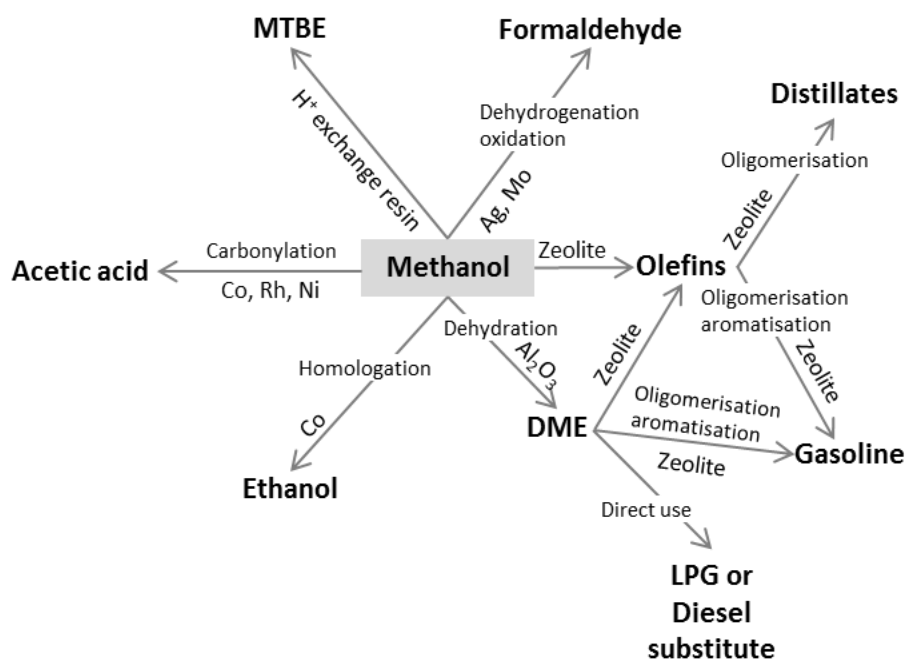 MTBE
Formaldehyde
Distillates
H⁺ exchange resin
Dehydrogenation
oxidation
Ag, Mo
Oligomerisation
Zeolite
Acetic acid
Carbonylation
Co, Rh, Ni
Methanol
Zeolite
Olefins
Oligomerisation
aromatisation
Zeolite
Homologation
Co
Dehydration
Al₂O₃
Zeolite
DME
Oligomerisation
aromatisation
Zeolite
Gasoline
Ethanol
Direct use
LPG or
Diesel
substitute